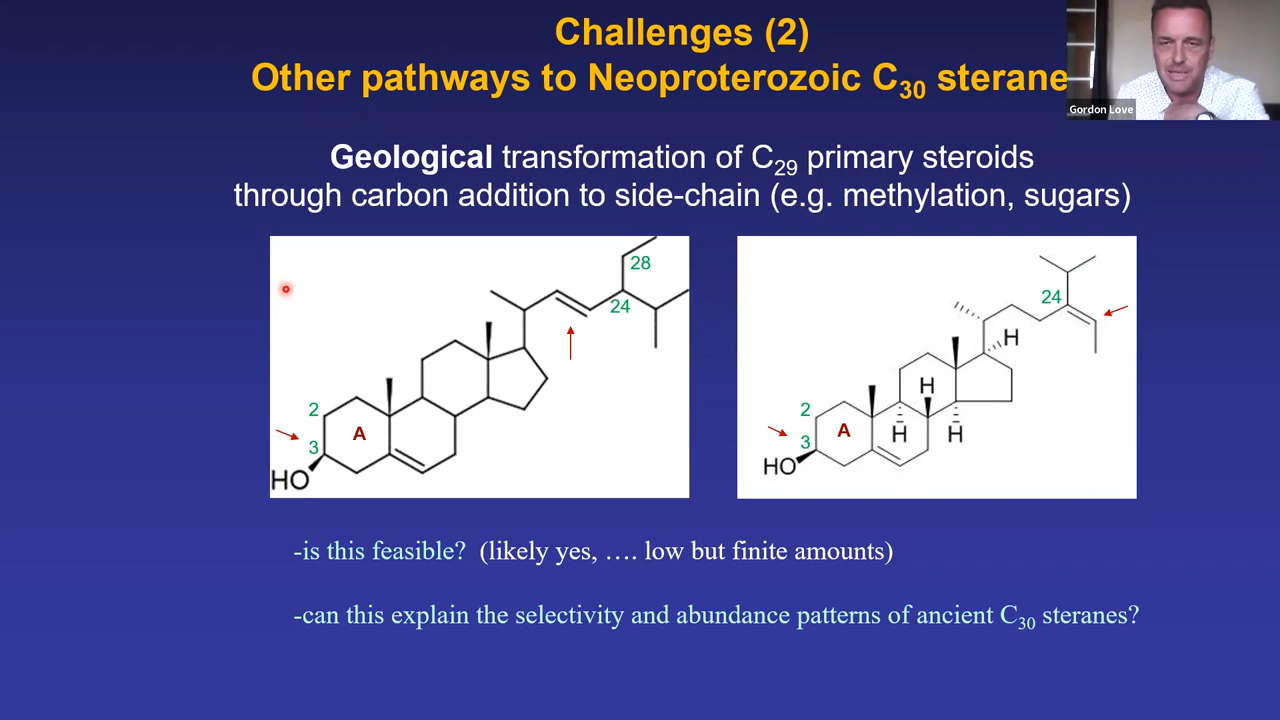 Challenges (2)
Other pathways to Neoproterozoic C30 sterane
Gordon Love
Geological transformation of C29 primary steroids
through carbon addition to side-chain (e.g. methylation, sugars)
28
24
2
A
3
HO
24
H
H
2
A
H
H
3
HO
-is this feasible? (likely yes, …. low but finite amounts)
-can this explain the selectivity and abundance patterns of ancient C30 steranes?